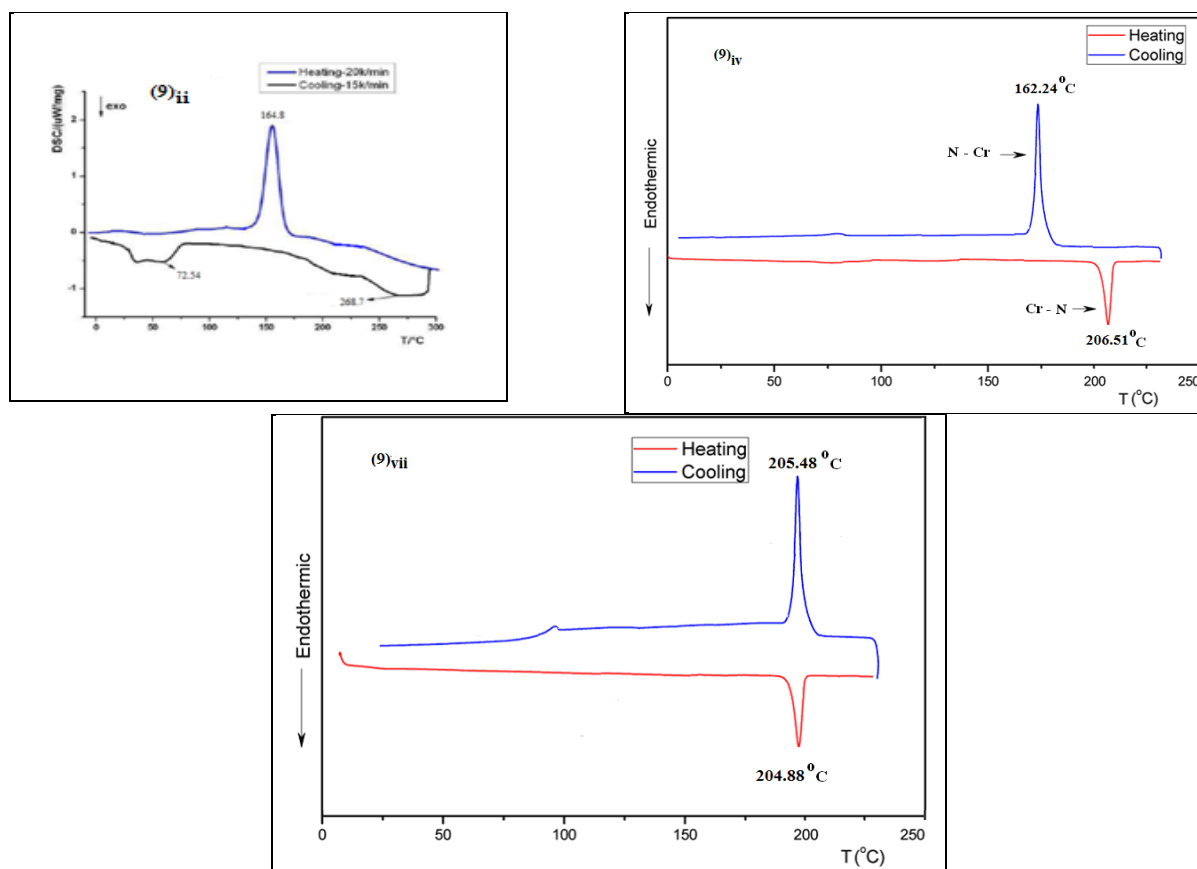 Heating-20k/min
Cooling-15k/min
(9)ii
exo
164.8
DSC/(uW/mg)
2
1
0
-1
72.54
268.7
0 50 100 150 200 250 300
T/°C
Heating
Cooling
(9)iv
162.24 °C
N - Cr
Endothermic
Cr - N
206.51 °C
0 50 100 150 200 250
T (°C)
Heating
Cooling
(9)vii
205.48 °C
Endothermic
204.88 °C
0 50 100 150 200 250
T (°C)